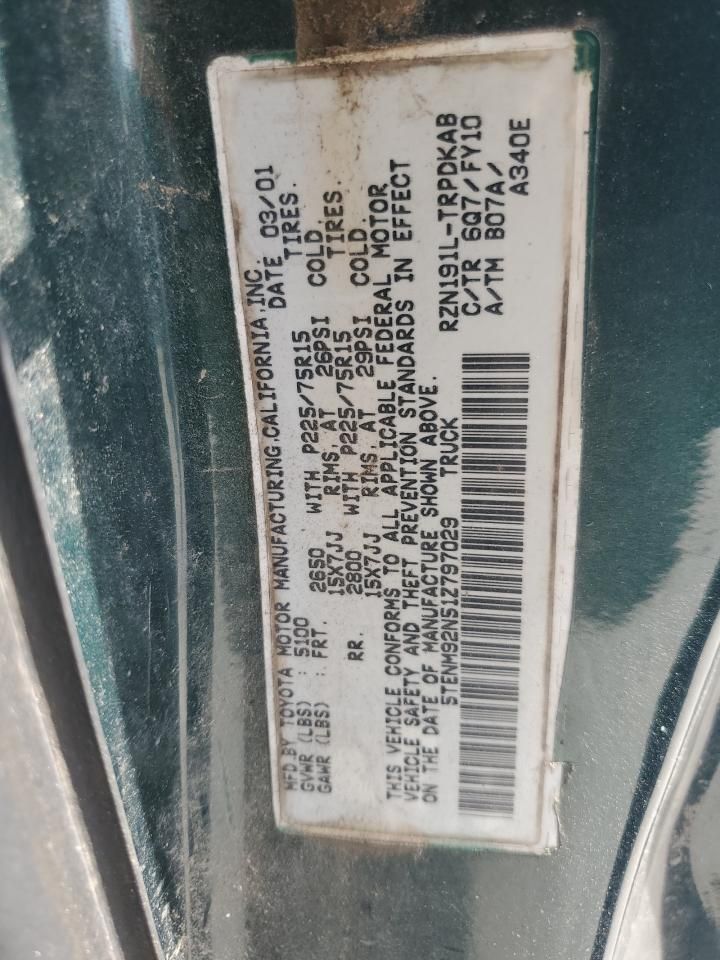 MFD.BY TOYOTA MOTOR MANUFACTURING.CALIFORNIA,INC.
GVWR (LBS) : 5100 DATE 03/01
GAWR (LBS) : FRT. 2650 WITH P225/75R15 TIRES.
15X7JJ RIMS AT 26PSI COLD.
RR. 2800 WITH P225/75R15 TIRES.
15X7JJ RIMS AT 29PSI COLD.
THIS VEHICLE CONFORMS TO ALL APPLICABLE FEDERAL MOTOR
VEHICLE SAFETY AND THEFT PREVENTION STANDARDS IN EFFECT
ON THE DATE OF MANUFACTURE SHOWN ABOVE.
5TENM92N51Z797029 TRUCK
RZN191L-TRPDKAB
C/TR 6Q7/FY10
A/TM B07A/
A340E